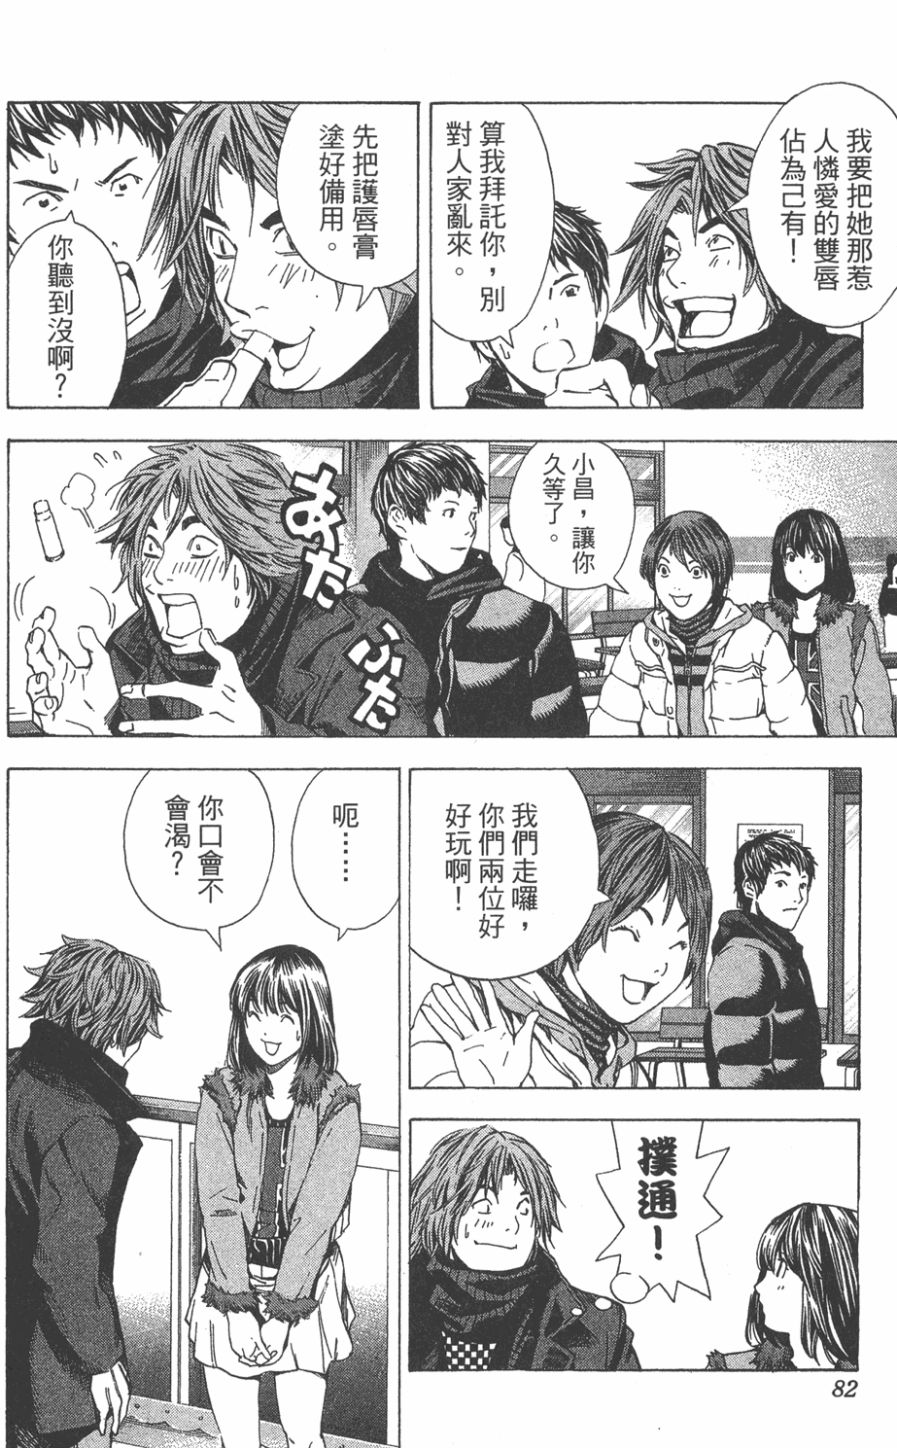 我要把她那惹
人憐愛的雙唇
佔為己有！
算我拜託你，別
對人家亂來。
先把護唇膏
塗好備用。
你聽到沒啊？
小昌，讓你
久等了。
あたふた
我們走囉，
你們兩位好
好玩啊！
撲通！
呃……
你口會不
會渴？
82